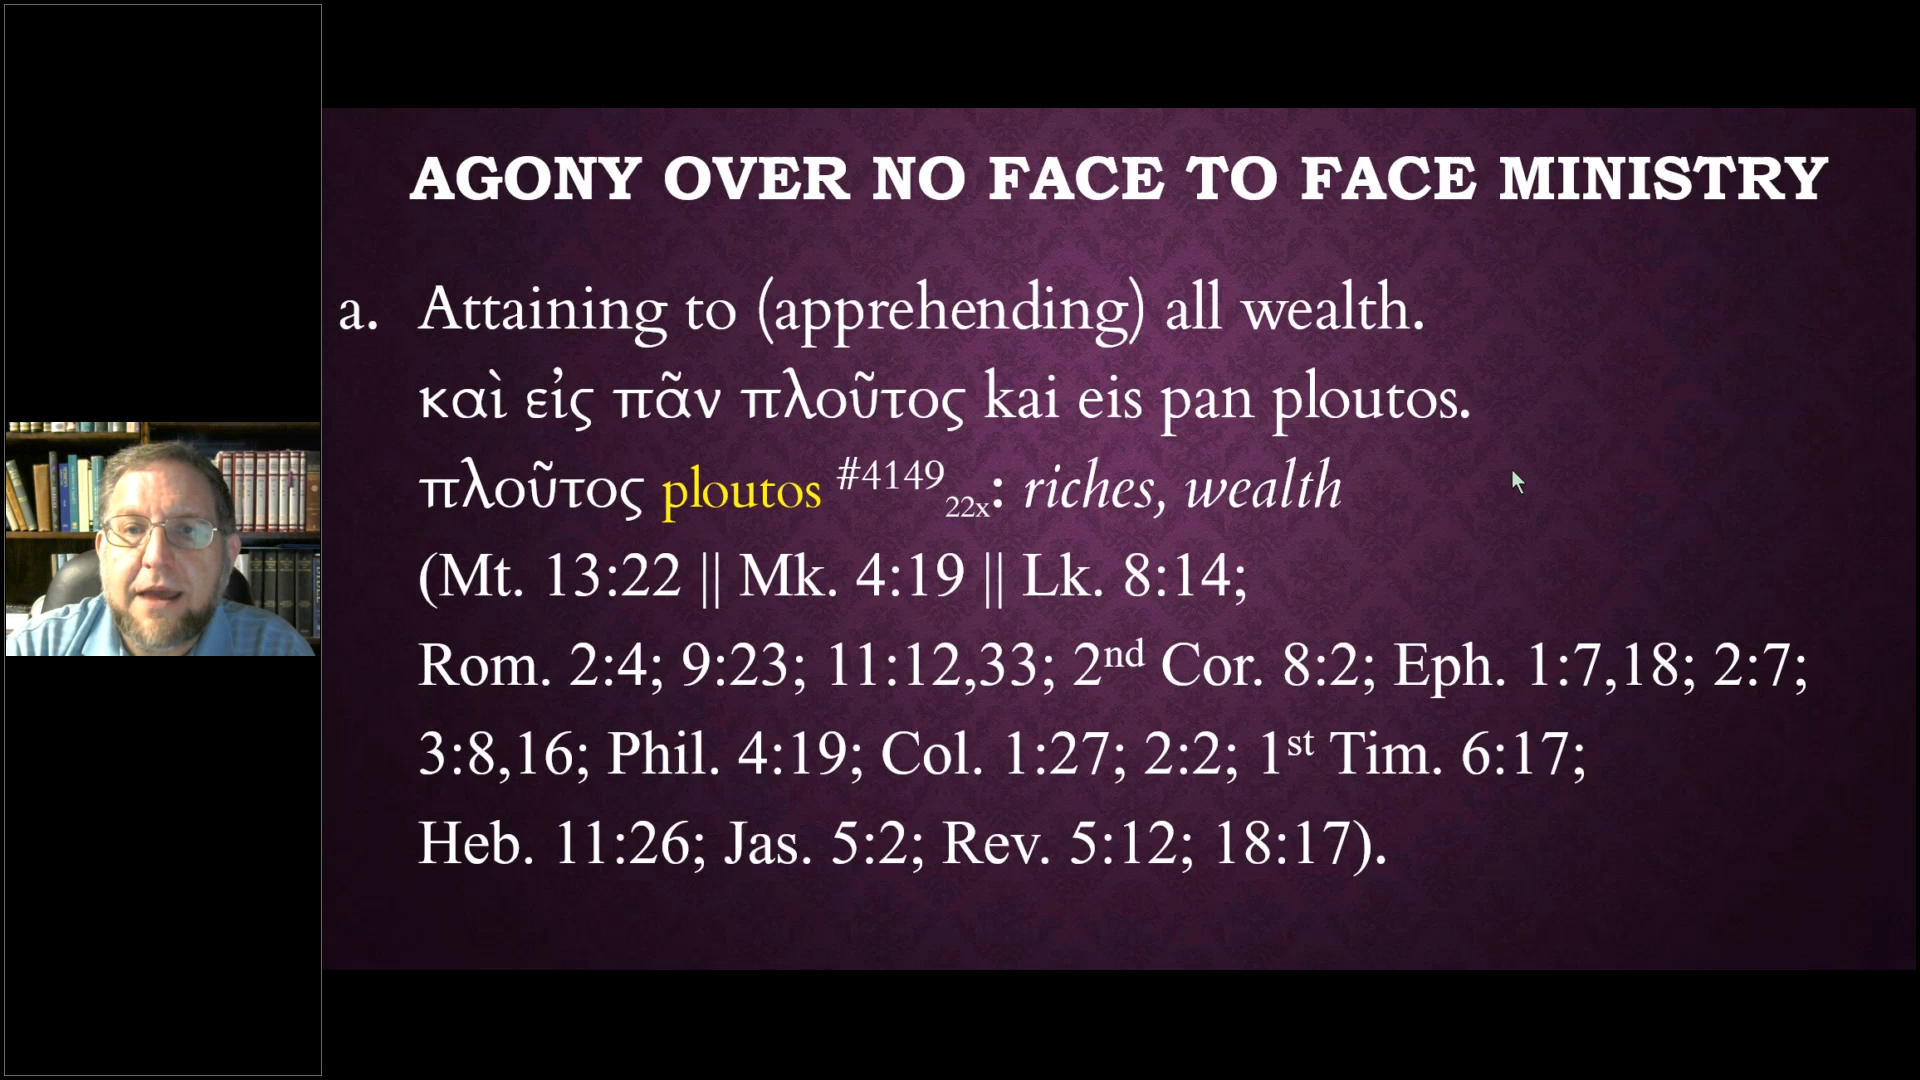 AGONY OVER NO FACE TO FACE MINISTRY
a. Attaining to (apprehending) all wealth.
καὶ εἰς πᾶν πλοῦτος kai eis pan ploutos.
πλοῦτος ploutos #4149 22x: riches, wealth
(Mt. 13:22 || Mk. 4:19 || Lk. 8:14;
Rom. 2:4; 9:23; 11:12,33; 2nd Cor. 8:2; Eph. 1:7,18; 2:7;
3:8,16; Phil. 4:19; Col. 1:27; 2:2; 1st Tim. 6:17;
Heb. 11:26; Jas. 5:2; Rev. 5:12; 18:17).